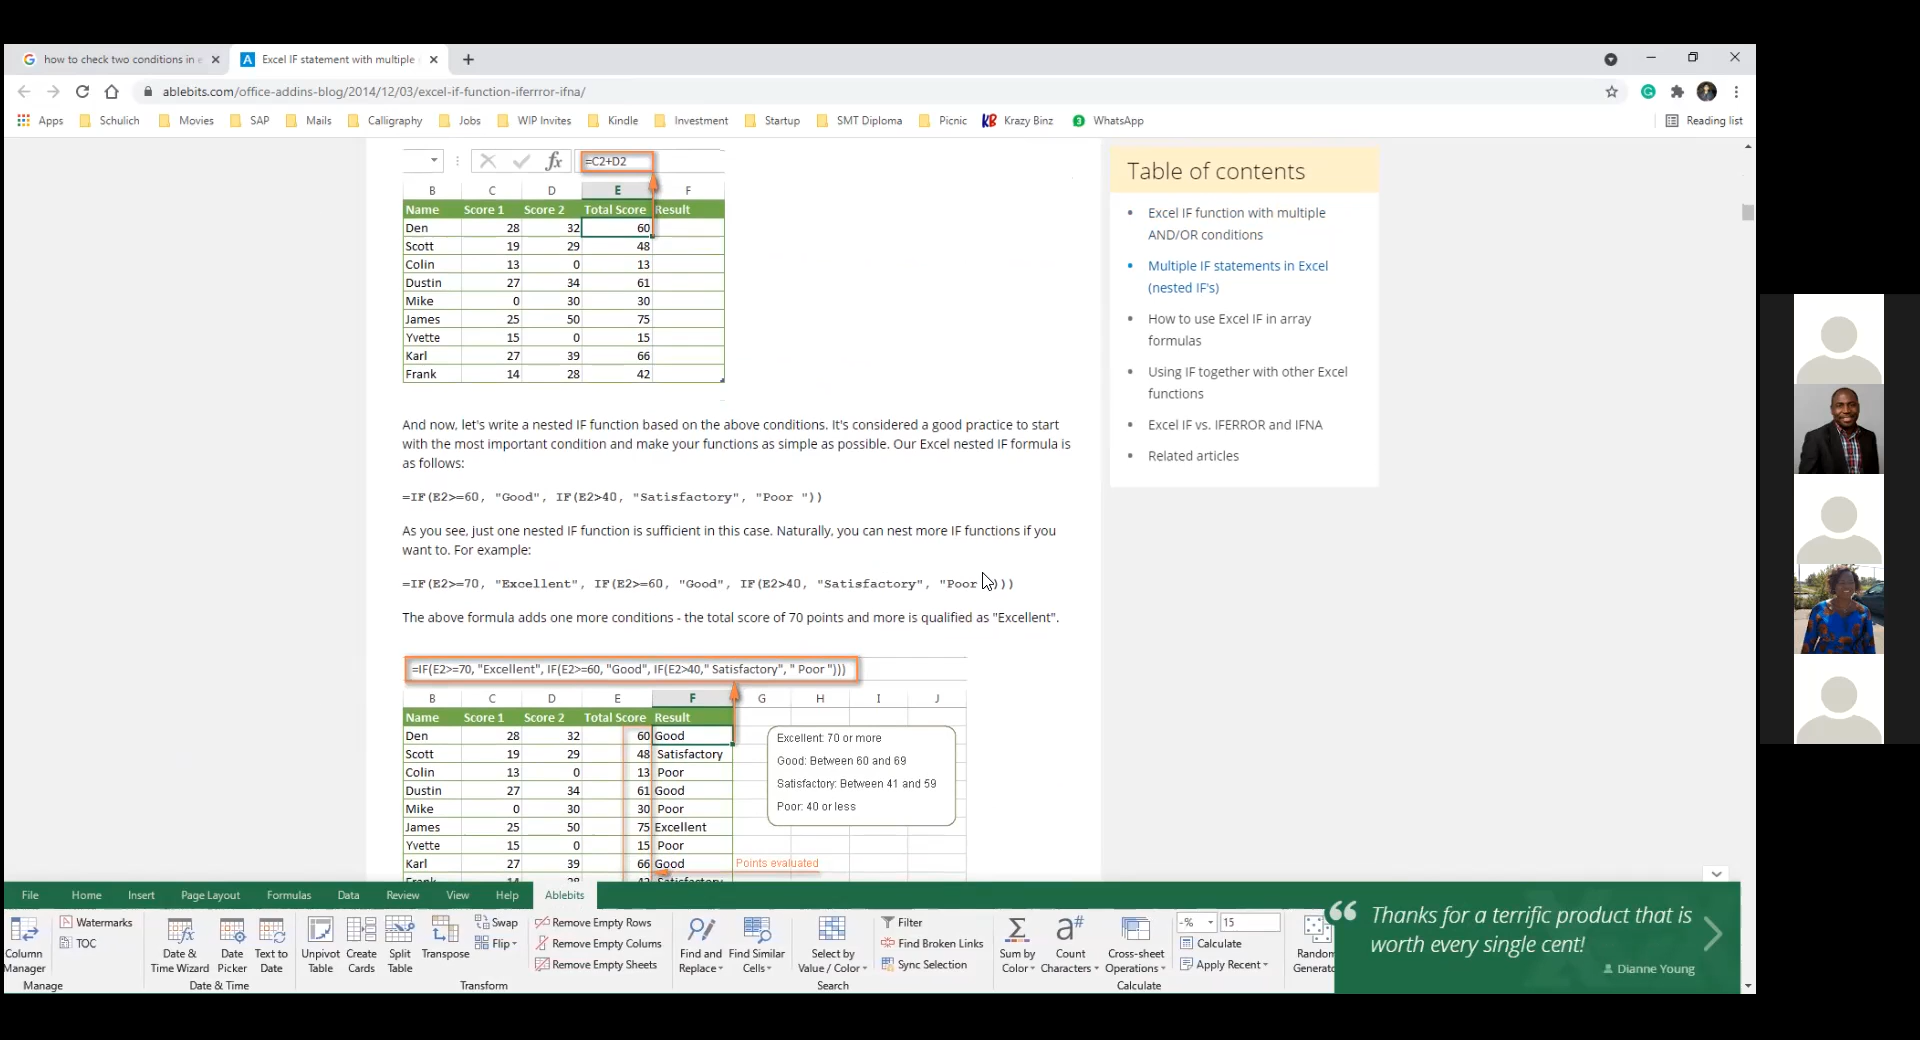 how to check two conditions in e
Excel IF statement with multiple
ablebits.com/office-addins-blog/2014/12/03/excel-if-function-iferrror-ifna/
Apps Schulich Movies SAP Mails Calligraphy Jobs WIP Invites Kindle Investment Startup SMT Diploma Picnic KB Krazy Binz 3 WhatsApp Reading list
fx =C2+D2
B C D E F
Name Score 1 Score 2 Total Score Result
Den 28 32 60
Scott 19 29 48
Colin 13 0 13
Dustin 27 34 61
Mike 0 30 30
James 25 50 75
Yvette 15 0 15
Karl 27 39 66
Frank 14 28 42
And now, let's write a nested IF function based on the above conditions. It's considered a good practice to start
with the most important condition and make your functions as simple as possible. Our Excel nested IF formula is
as follows:
=IF(E2>=60, "Good", IF(E2>40, "Satisfactory", "Poor "))
As you see, just one nested IF function is sufficient in this case. Naturally, you can nest more IF functions if you
want to. For example:
=IF(E2>=70, "Excellent", IF(E2>=60, "Good", IF(E2>40, "Satisfactory", "Poor ")))
The above formula adds one more conditions - the total score of 70 points and more is qualified as "Excellent".
=IF(E2>=70, "Excellent", IF(E2>=60, "Good", IF(E2>40," Satisfactory", " Poor ")))
B C D E F G H I J
Name Score 1 Score 2 Total Score Result
Den 28 32 60 Good
Scott 19 29 48 Satisfactory
Colin 13 0 13 Poor
Dustin 27 34 61 Good
Mike 0 30 30 Poor
James 25 50 75 Excellent
Yvette 15 0 15 Poor
Karl 27 39 66 Good
Frank 14 28 42 Satisfactory
Excellent: 70 or more
Good: Between 60 and 69
Satisfactory: Between 41 and 59
Poor: 40 or less
Points evaluated
Table of contents
Excel IF function with multiple
AND/OR conditions
Multiple IF statements in Excel
(nested IF's)
How to use Excel IF in array
formulas
Using IF together with other Excel
functions
Excel IF vs. IFERROR and IFNA
Related articles
File Home Insert Page Layout Formulas Data Review View Help Ablebits
Column
Manager
Manage
Watermarks
TOC
Date &
Time Wizard
Date
Picker
Text to
Date
Date & Time
Unpivot
Table
Create
Cards
Split
Table
Transpose
Swap
Flip
Transform
Remove Empty Rows
Remove Empty Colums
Remove Empty Sheets
Find and
Replace
Find Similar
Cells
Select by
Value / Color
Filter
Find Broken Links
Sync Selection
Search
Sum by
Color
Count
Characters
Cross-sheet
Operations
-% 15
Calculate
Apply Recent
Calculate
Random
Generato
“ Thanks for a terrific product that is
worth every single cent!
Dianne Young